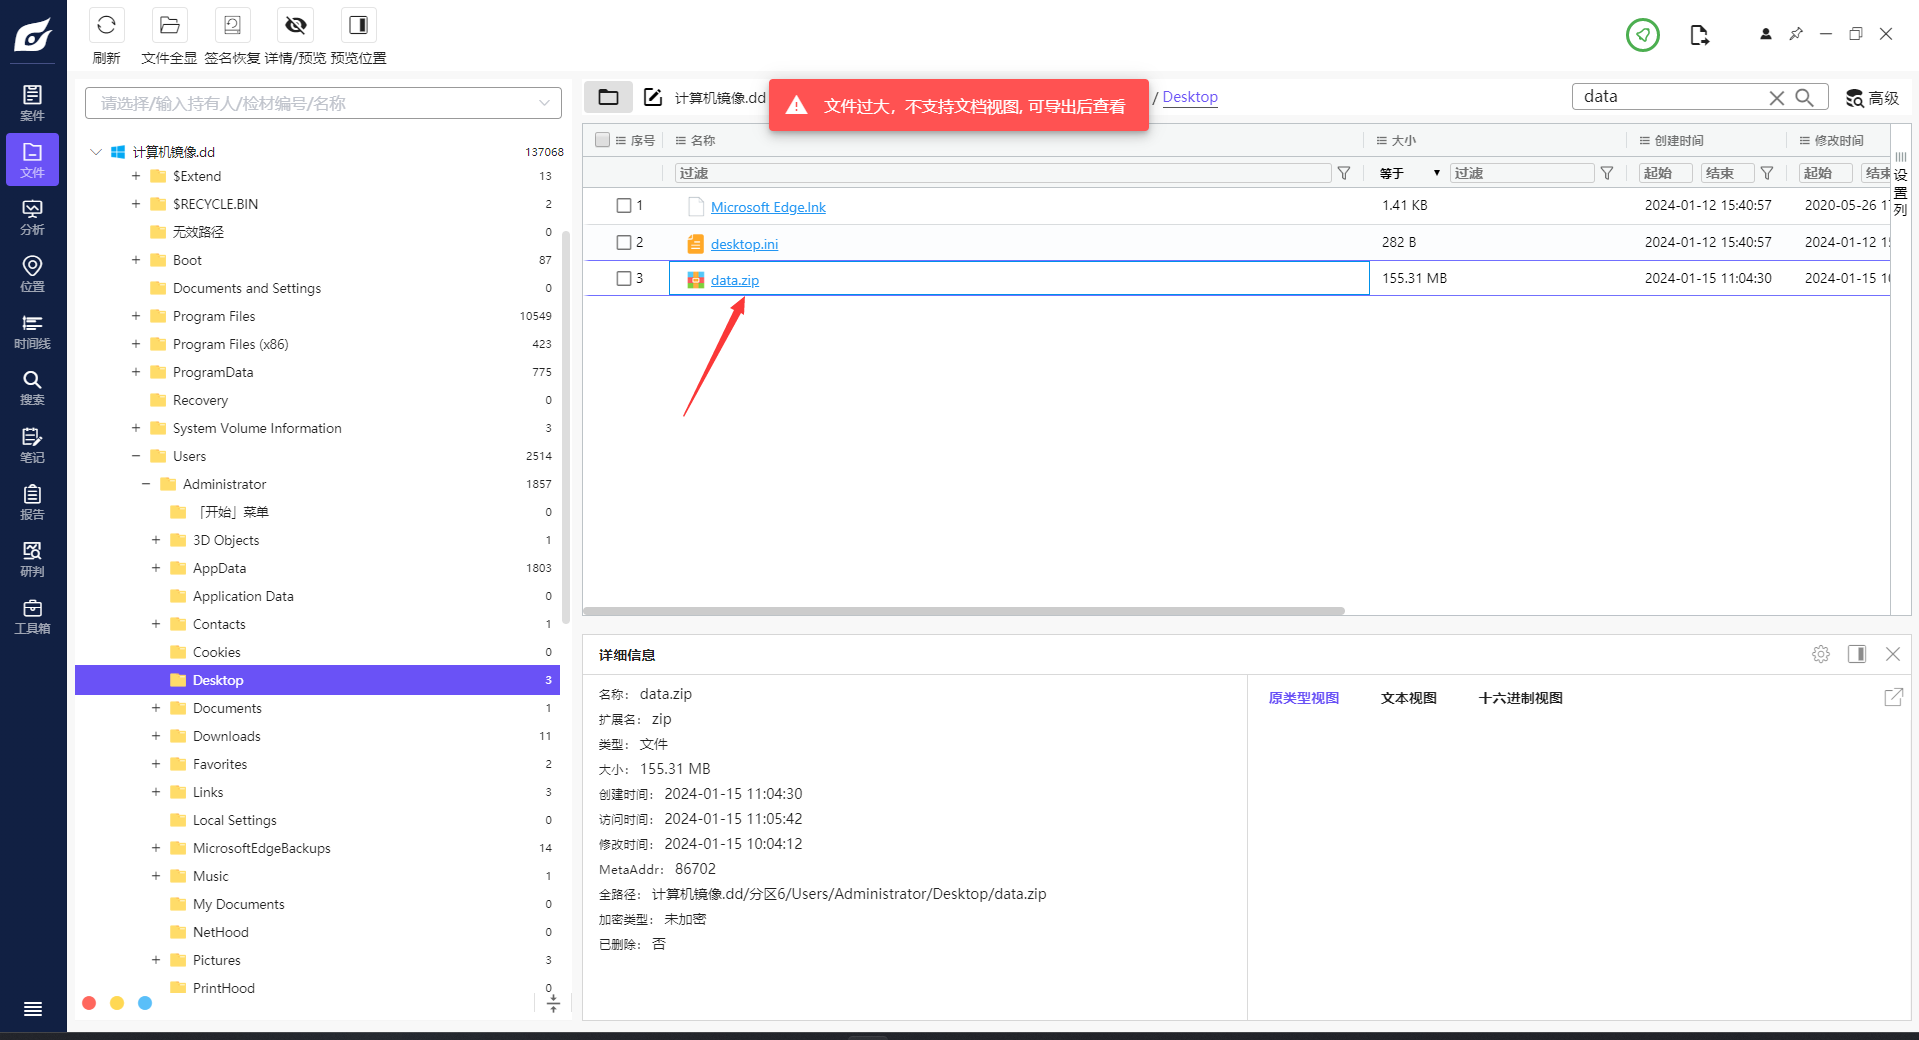 刷新 文件全显 签名恢复 详情/预览 预览位置
案件
文件
分析
位置
时间线
搜索
笔记
报告
研判
工具箱
请选择/输入持有人/检材编号/名称
计算机镜像.dd 137068
$Extend 13
$RECYCLE.BIN 2
无效路径 0
Boot 87
Documents and Settings 0
Program Files 10549
Program Files (x86) 423
ProgramData 775
Recovery 0
System Volume Information 3
Users 2514
Administrator 1857
「开始」菜单 0
3D Objects 1
AppData 1803
Application Data 0
Contacts 1
Cookies 0
Desktop 3
Documents 1
Downloads 11
Favorites 2
Links 3
Local Settings 0
MicrosoftEdgeBackups 14
Music 1
My Documents 0
NetHood 0
Pictures 3
PrintHood 0
计算机镜像.dd / Desktop data 高级
文件过大，不支持文档视图, 可导出后查看
序号 名称 大小 创建时间 修改时间
过滤 等于 过滤 起始 结束 起始 结束
设置列
1 Microsoft Edge.lnk 1.41 KB 2024-01-12 15:40:57 2020-05-26 1
2 desktop.ini 282 B 2024-01-12 15:40:57 2024-01-12 1
3 data.zip 155.31 MB 2024-01-15 11:04:30 2024-01-15 1
详细信息
名称： data.zip
扩展名： zip
类型： 文件
大小： 155.31 MB
创建时间： 2024-01-15 11:04:30
访问时间： 2024-01-15 11:05:42
修改时间： 2024-01-15 10:04:12
MetaAddr： 86702
全路径： 计算机镜像.dd/分区6/Users/Administrator/Desktop/data.zip
加密类型： 未加密
已删除： 否
原类型视图 文本视图 十六进制视图